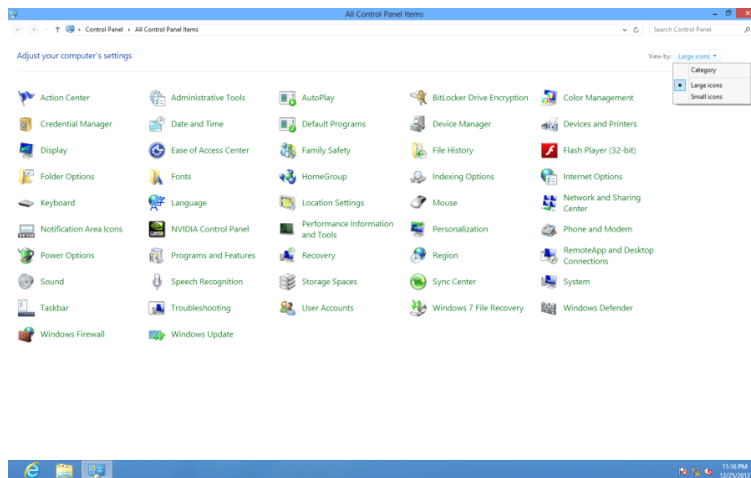 All Control Panel Items
Control Panel All Control Panel Items
Search Control Panel
Adjust your computer's settings
View by: Large icons
Category
Large icons
Small icons
Action Center Administrative Tools AutoPlay BitLocker Drive Encryption Color Management
Credential Manager Date and Time Default Programs Device Manager Devices and Printers
Display Ease of Access Center Family Safety File History Flash Player (32-bit)
Folder Options Fonts HomeGroup Indexing Options Internet Options
Keyboard Language Location Settings Mouse Network and Sharing
Center
Notification Area Icons NVIDIA Control Panel Performance Information
and Tools
Personalization Phone and Modem
Power Options Programs and Features Recovery Region RemoteApp and Desktop
Connections
Sound Speech Recognition Storage Spaces Sync Center System
Taskbar Troubleshooting User Accounts Windows 7 File Recovery Windows Defender
Windows Firewall Windows Update
11:16 PM
12/25/2012